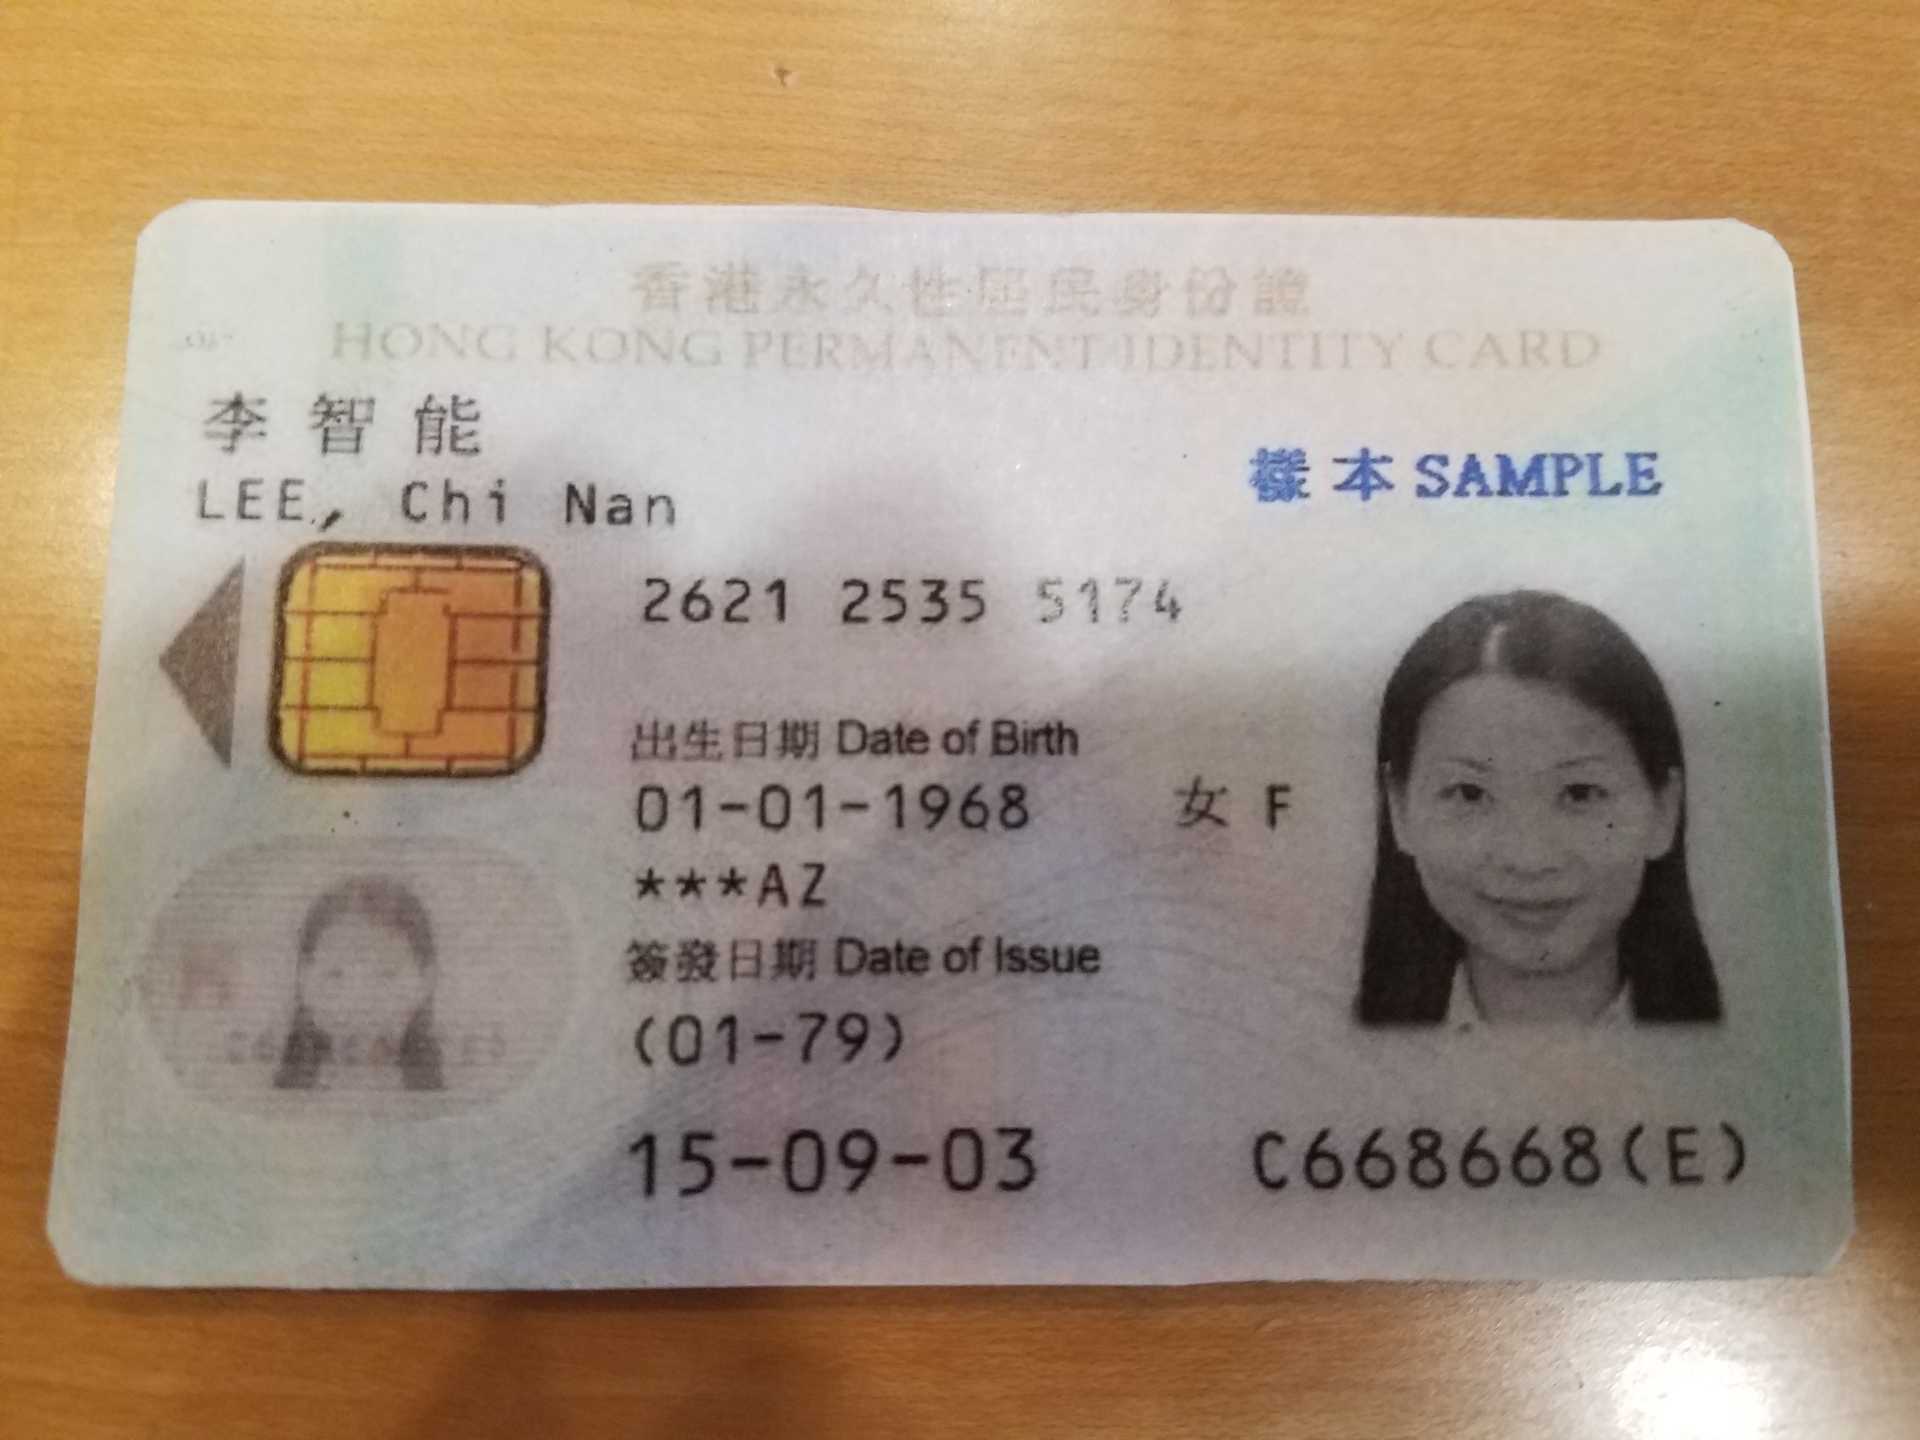 香港永久性居民身份證
HONG KONG PERMANENT IDENTITY CARD
李智能
LEE, Chi Nan
樣本 SAMPLE
2621 2535 5174
出生日期 Date of Birth
01-01-1968 女 F
***AZ
簽發日期 Date of Issue
(01-79)
15-09-03 C668668(E)